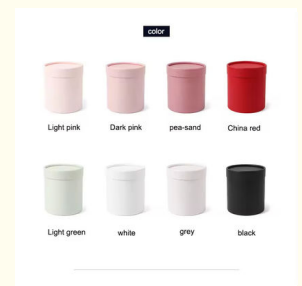 color
Light pink
Dark pink
pea-sand
China red
Light green
white
grey
black